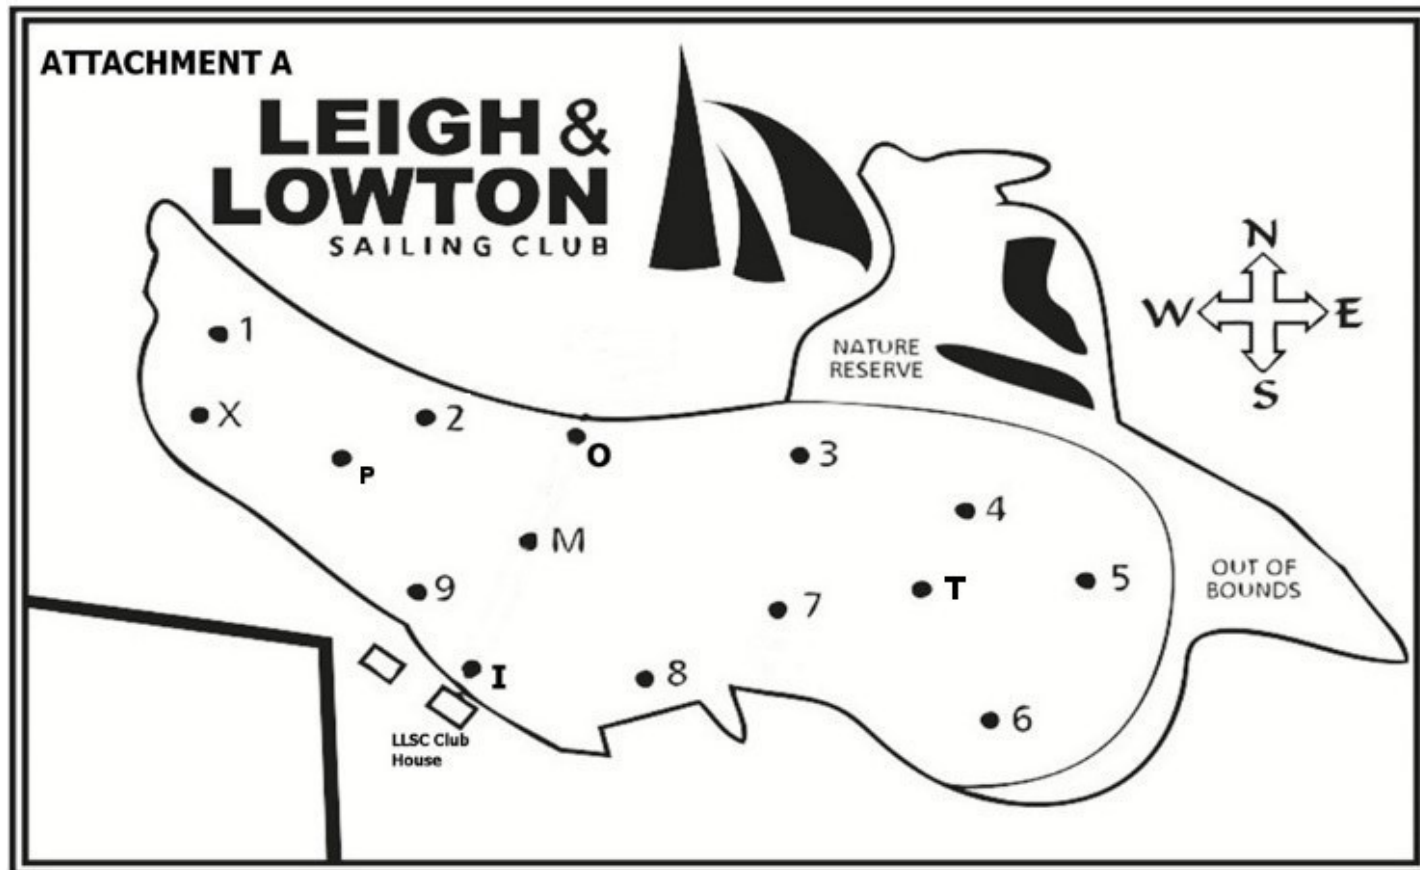 ATTACHMENT A
LEIGH &
LOWTON
SAILING CLUB
N
W E
S
NATURE
RESERVE
1
X
2
P
O
3
4
M
9
7
T
5
OUT OF
BOUNDS
I
8
6
LLSC Club
House